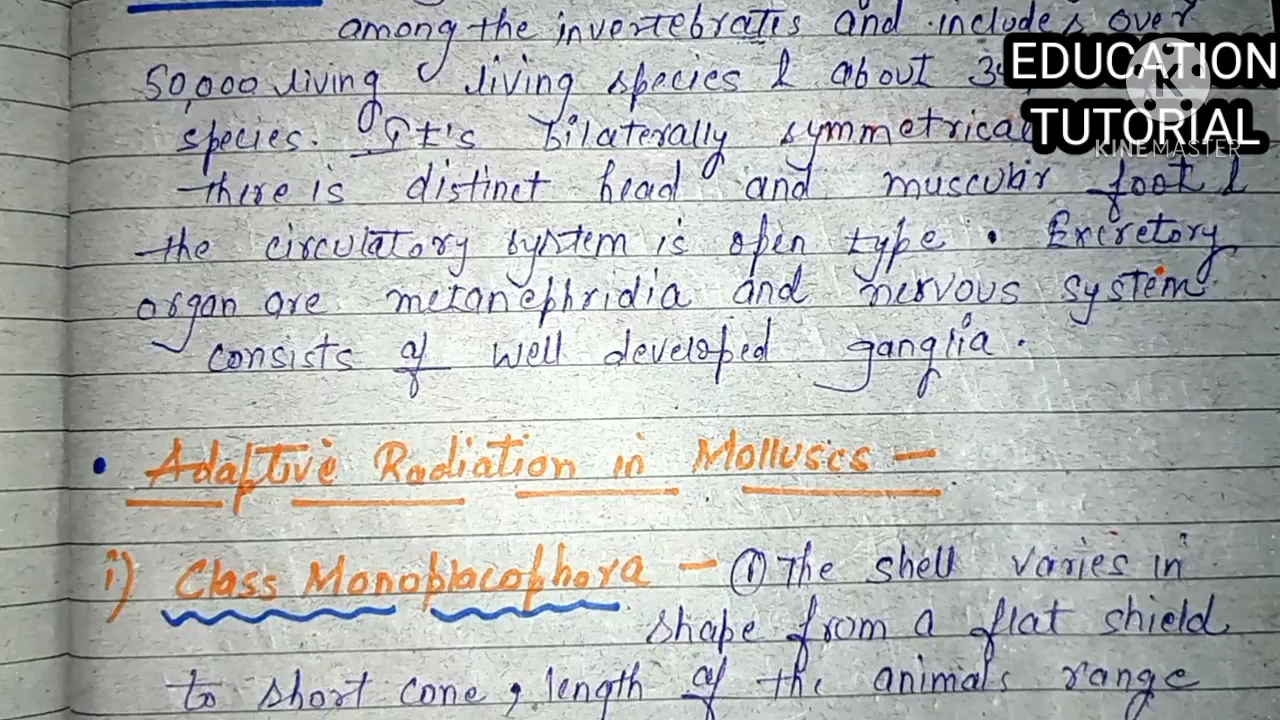 among the invertebrates and includes over
50,000 living living species & about
species. It's bilaterally symmetrical
there is distinct head and muscular foot &
the circulatory system is open type. Excretory
organ are metanephridia and nervous system
consists of well developed ganglia.
• Adaptive Radiation in Molluscs –
i) Class Monoplacophora – ① The shell varies in
shape from a flat shield
to short cone, length of the animals range
EDUCATION
TUTORIAL
KINEMASTER